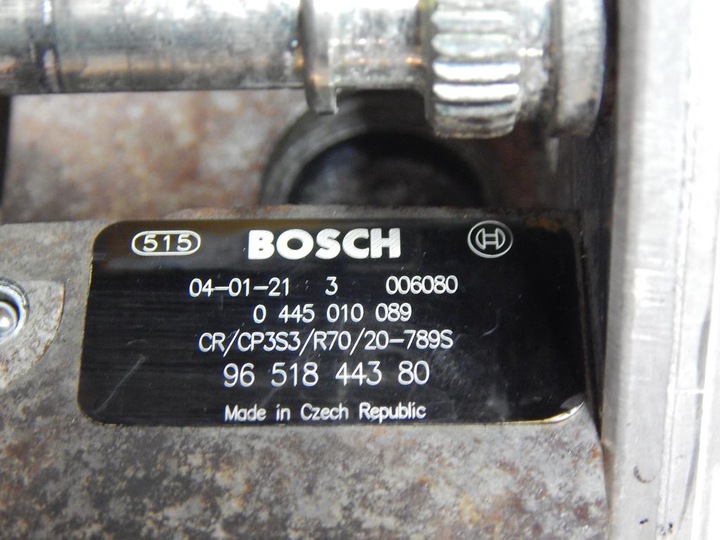 515 BOSCH
04-01-21 3 006080
0 445 010 089
CR/CP3S3/R70/20-789S
96 518 443 80
Made in Czech Republic